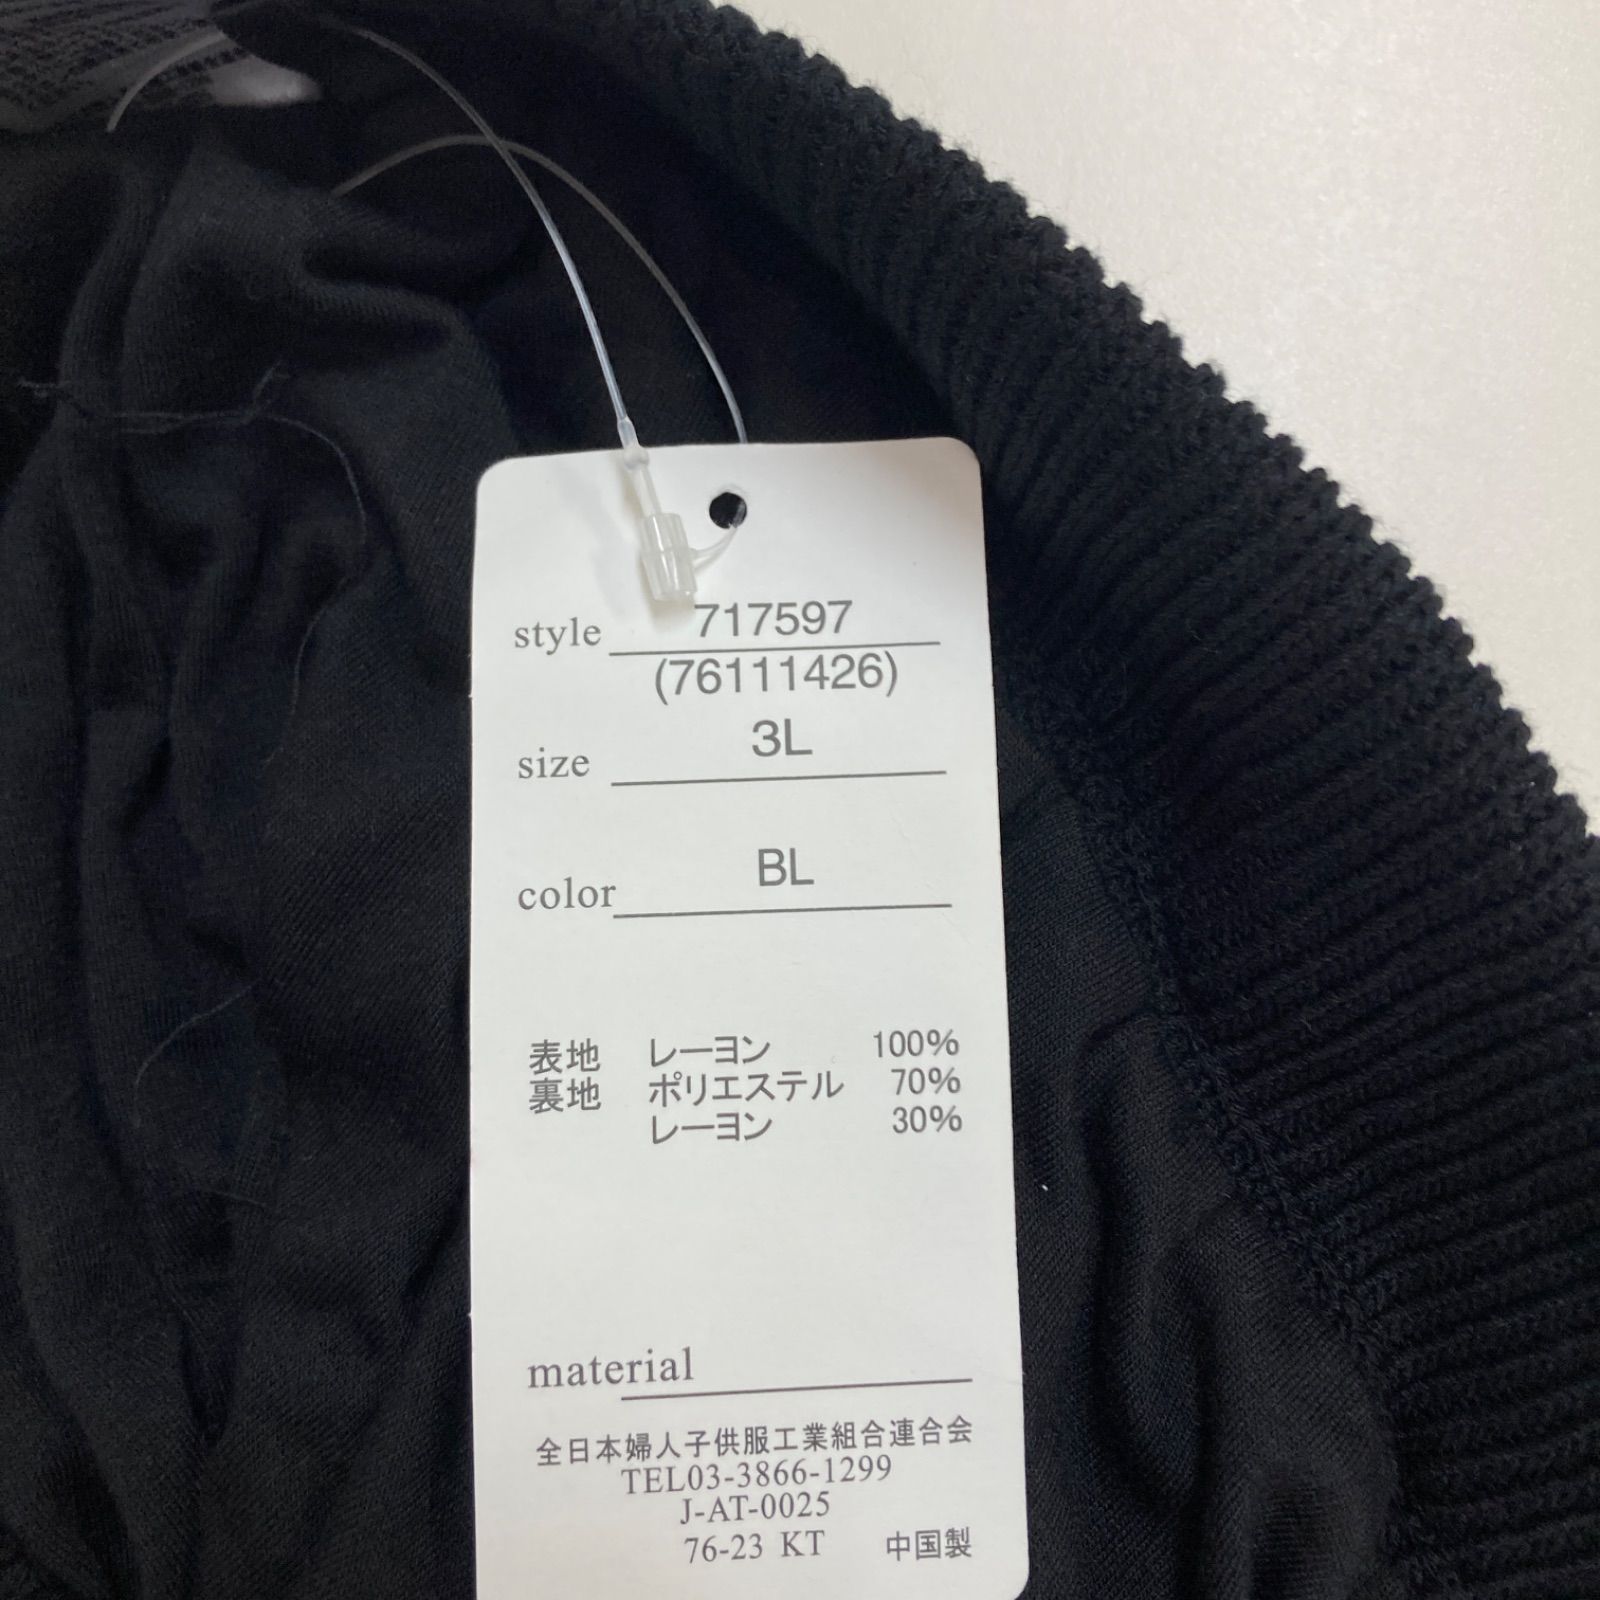 style 717597
(76111426)
size 3L
color BL
表地 レーヨン 100%
裏地 ポリエステル 70%
レーヨン 30%
material
全日本婦人子供服工業組合連合会
TEL03-3866-1299
J-AT-0025
76-23 KT 中国製